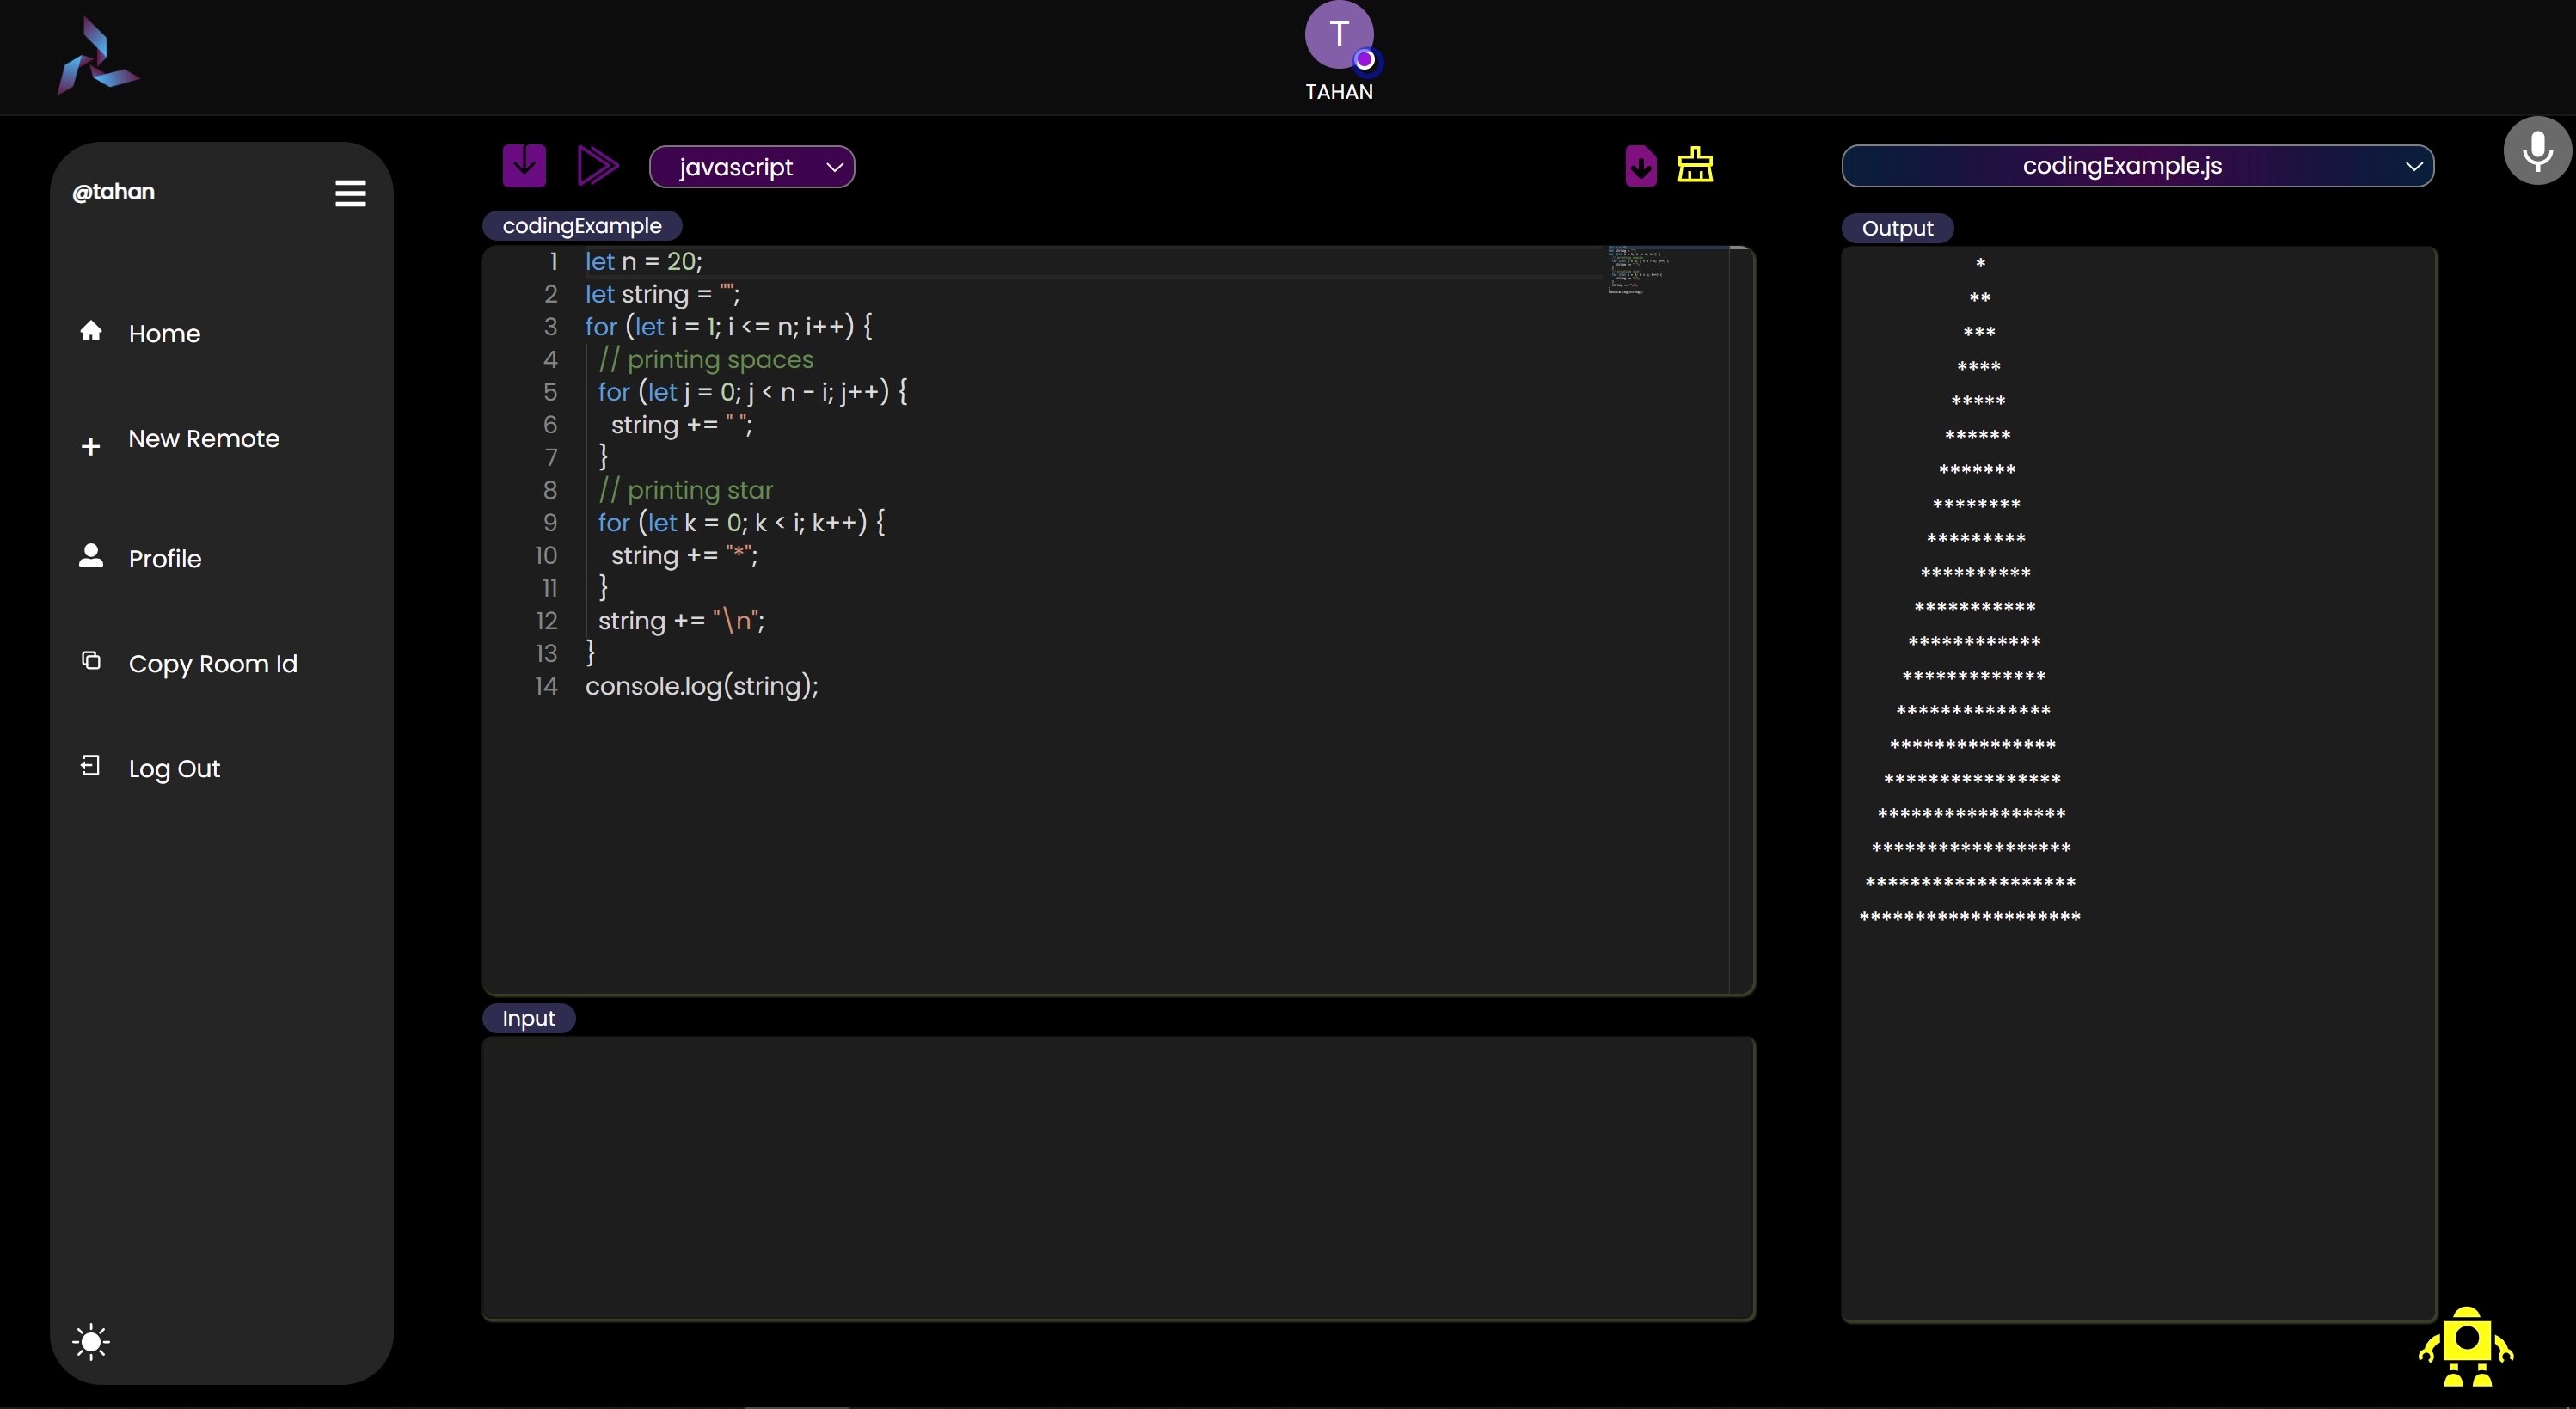 T
TAHAN
@tahan
Home
New Remote
Profile
Copy Room Id
Log Out
javascript
codingExample
1 let n = 20;
2 let string = "";
3 for (let i = 1; i <= n; i++) {
4   // printing spaces
5   for (let j = 0; j < n - i; j++) {
6     string += " ";
7   }
8   // printing star
9   for (let k = 0; k < i; k++) {
10     string += "*";
11   }
12   string += "\n";
13 }
14 console.log(string);
Input
codingExample.js
Output
                   *
                  **
                 ***
                ****
               *****
              ******
             *******
            ********
           *********
          **********
         ***********
        ************
       *************
      **************
     ***************
    ****************
   *****************
  ******************
 *******************
********************